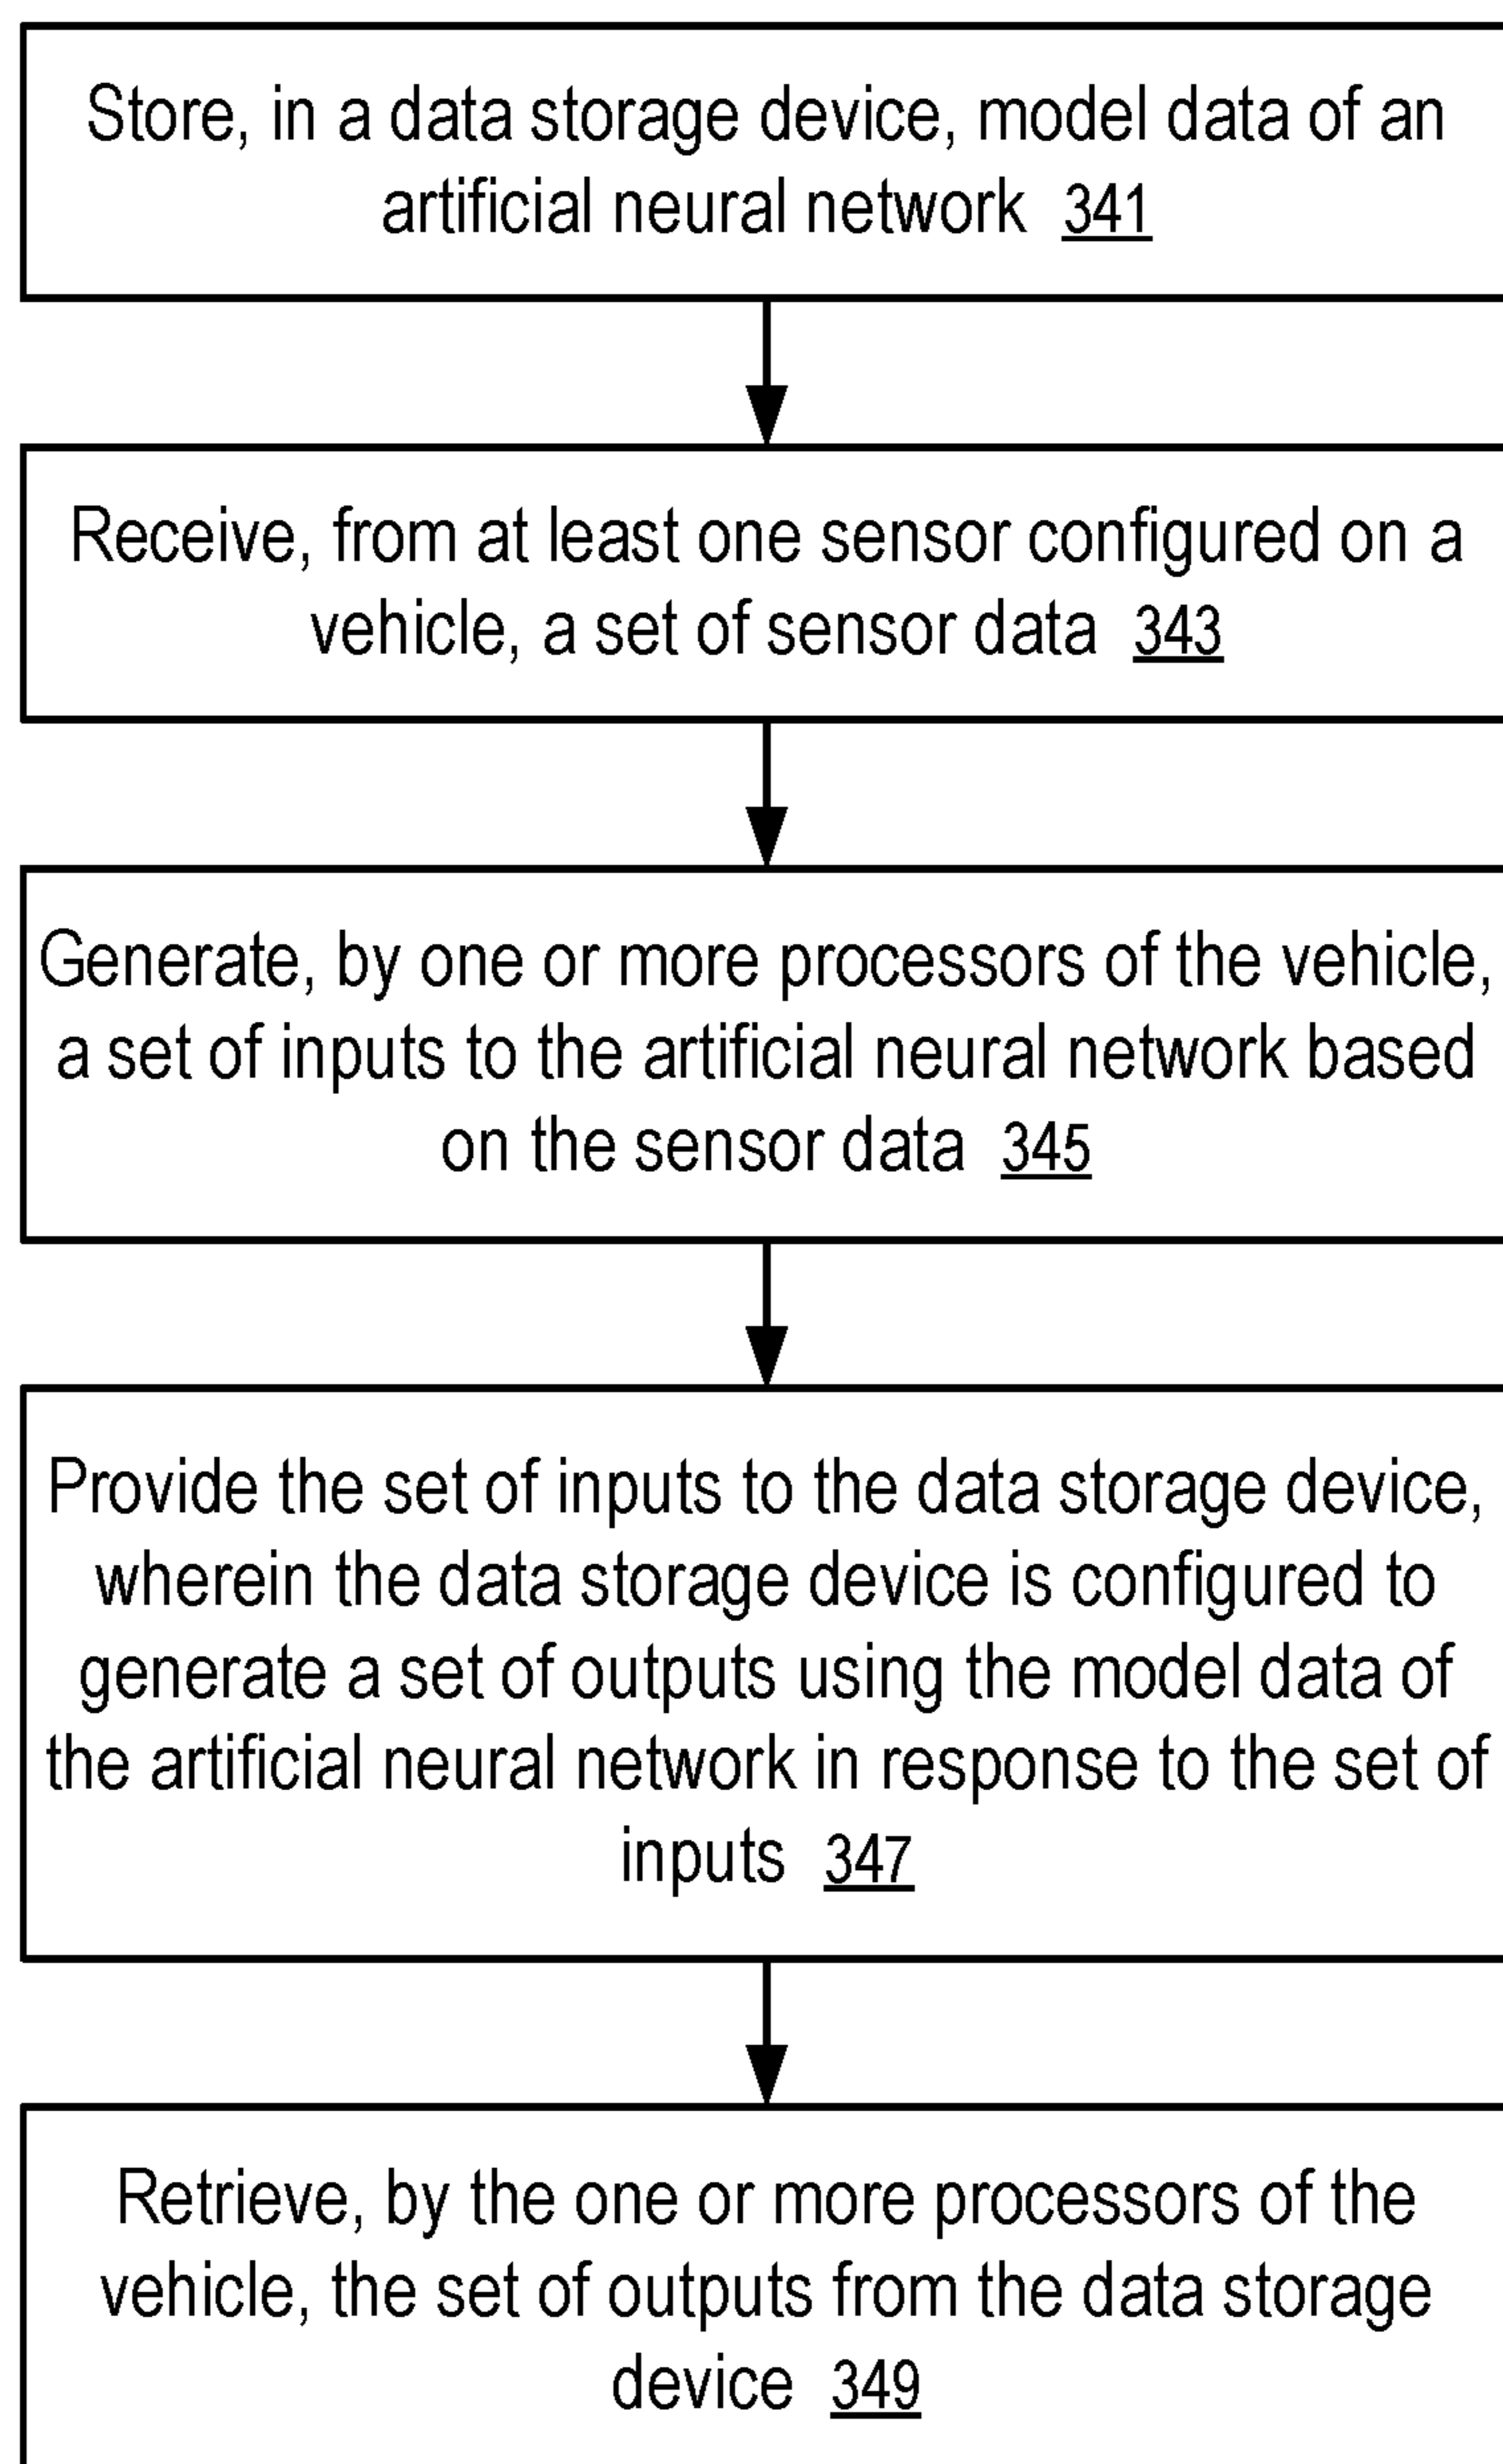 Store, in a data storage device, model data of an
artificial neural network 341
Receive, from at least one sensor configured on a
vehicle, a set of sensor data 343
Generate, by one or more processors of the vehicle,
a set of inputs to the artificial neural network based
on the sensor data 345
Provide the set of inputs to the data storage device,
wherein the data storage device is configured to
generate a set of outputs using the model data of
the artificial neural network in response to the set of
inputs 347
Retrieve, by the one or more processors of the
vehicle, the set of outputs from the data storage
device 349